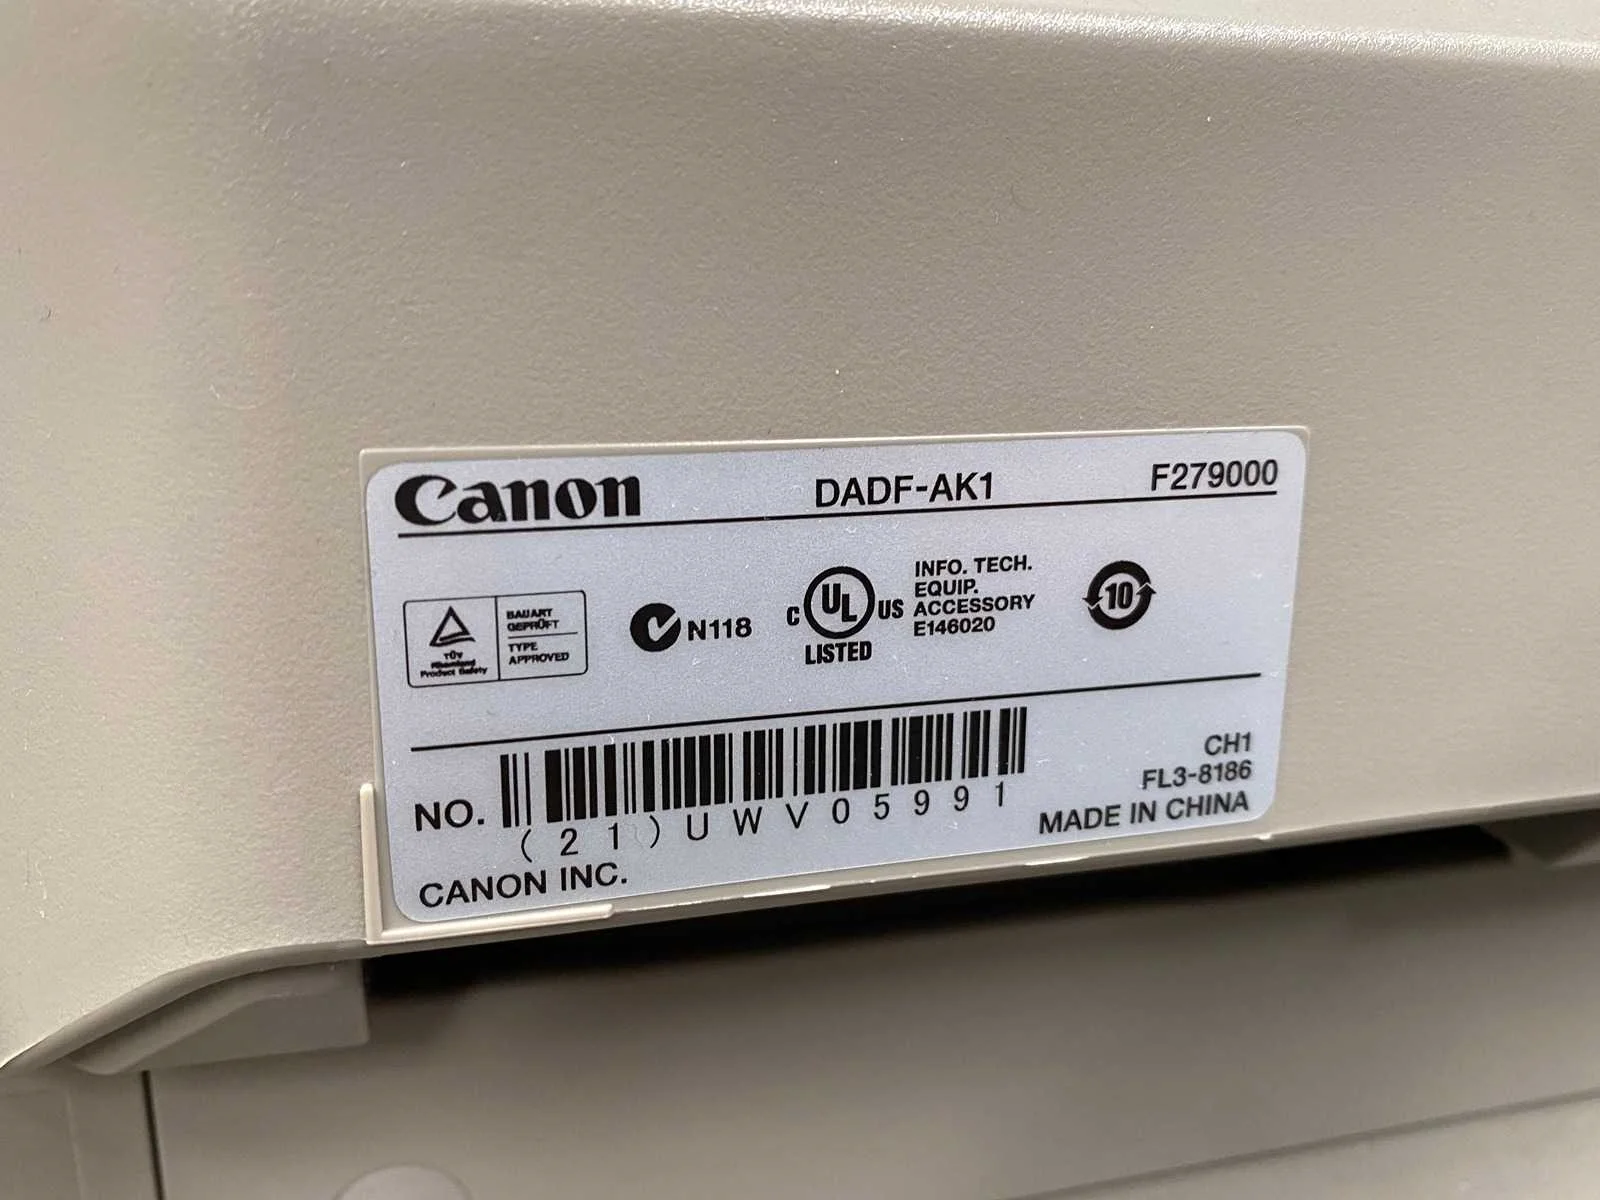 Canon DADF-AK1 F279000
BAUART
GEPRÜFT
TYPE
APPROVED
TÜV
Rheinland
Product Safety
N118
C UL US
LISTED
INFO. TECH.
EQUIP.
ACCESSORY
E146020
10
NO.
(21)UWV05991
CANON INC.
CH1
FL3-8186
MADE IN CHINA